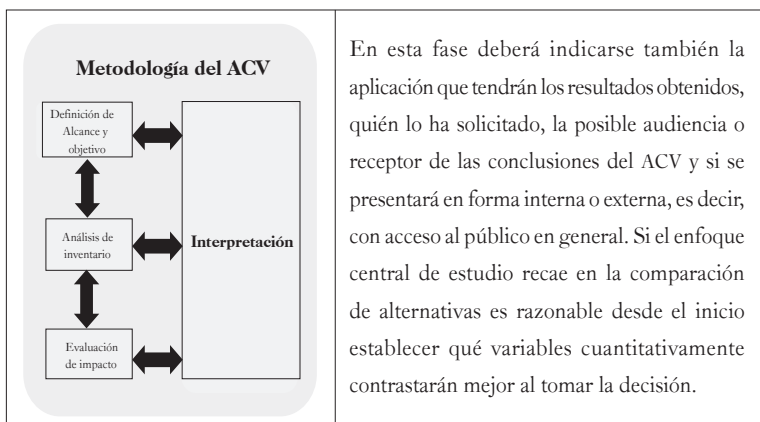 Metodología del ACV
Definición de
Alcance y
objetivo
Análisis de
inventario
Evaluación
de impacto
Interpretación
En esta fase deberá indicarse también la
aplicación que tendrán los resultados obtenidos,
quién lo ha solicitado, la posible audiencia o
receptor de las conclusiones del ACV y si se
presentará en forma interna o externa, es decir,
con acceso al público en general. Si el enfoque
central de estudio recae en la comparación
de alternativas es razonable desde el inicio
establecer qué variables cuantitativamente
contrastarán mejor al tomar la decisión.